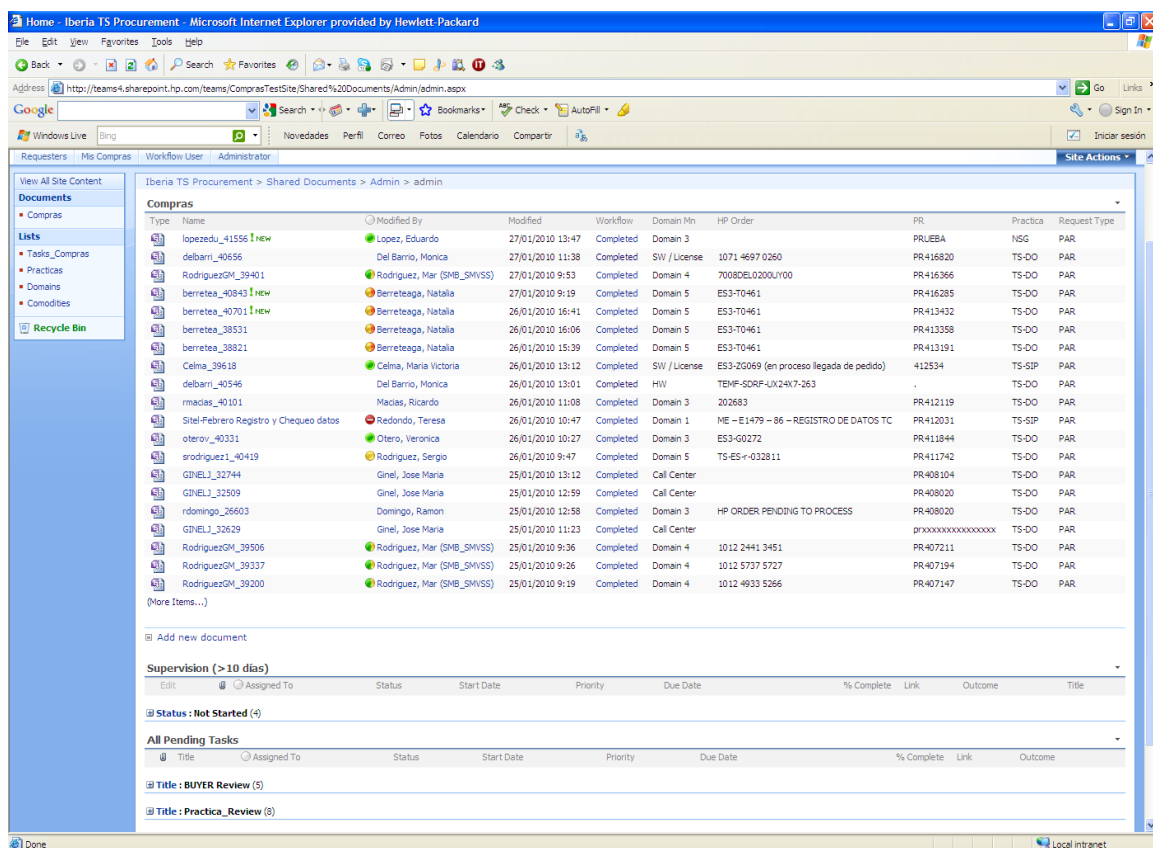 Home - Iberia TS Procurement - Microsoft Internet Explorer provided by Hewlett-Packard
File Edit View Favorites Tools Help
Back Search Favorites
Address http://teams4.sharepoint.hp.com/teams/ComprasTestSite/Shared%20Documents/Admin/admin.aspx Go Links
Google Search Bookmarks Check AutoFill Sign In
Windows Live Bing Novedades Perfil Correo Fotos Calendario Compartir Iniciar sesión
Requesters Mis Compras Workflow User Administrator Site Actions
View All Site Content
Documents
Compras
Lists
Tasks_Compras
Practicas
Domains
Comodities
Recycle Bin
Iberia TS Procurement > Shared Documents > Admin > admin
Compras
Type Name Modified By Modified Workflow Domain Mn HP Order PR Practica Request Type
lopezedu_41556 ! NEW Lopez, Eduardo 27/01/2010 13:47 Completed Domain 3 PRUEBA NSG PAR
delbarri_40656 Del Barrio, Monica 27/01/2010 11:38 Completed SW / License 1071 4697 0260 PR416820 TS-DO PAR
RodriguezGM_39401 Rodriguez, Mar (SMB_SMVSS) 27/01/2010 9:53 Completed Domain 4 7008DEL0200UY00 PR416366 TS-DO PAR
berretea_40843 ! NEW Berreteaga, Natalia 27/01/2010 9:19 Completed Domain 5 ES3-T0461 PR416285 TS-DO PAR
berretea_40701 ! NEW Berreteaga, Natalia 26/01/2010 16:41 Completed Domain 5 ES3-T0461 PR413432 TS-DO PAR
berretea_38531 Berreteaga, Natalia 26/01/2010 16:06 Completed Domain 5 ES3-T0461 PR413358 TS-DO PAR
berretea_38821 Berreteaga, Natalia 26/01/2010 15:39 Completed Domain 5 ES3-T0461 PR413191 TS-DO PAR
Celma_39618 Celma, Maria Victoria 26/01/2010 13:12 Completed SW / License ES3-ZG069 (en proceso llegada de pedido) 412534 TS-SIP PAR
delbarri_40546 Del Barrio, Monica 26/01/2010 13:01 Completed HW TEMF-SDRF-UX24X7-263 . TS-DO PAR
rmacias_40101 Macias, Ricardo 26/01/2010 11:08 Completed Domain 3 202683 PR412119 TS-DO PAR
Sitel-Febrero Registro y Chequeo datos Redondo, Teresa 26/01/2010 10:47 Completed Domain 1 ME – E1479 – 86 – REGISTRO DE DATOS TC PR412031 TS-SIP PAR
oterov_40331 Otero, Veronica 26/01/2010 10:27 Completed Domain 3 ES3-G0272 PR411844 TS-DO PAR
srodriguez1_40419 Rodriguez, Sergio 26/01/2010 9:47 Completed Domain 5 TS-ES-r-032811 PR411742 TS-DO PAR
GINELJ_32744 Ginel, Jose Maria 25/01/2010 13:12 Completed Call Center PR408104 TS-DO PAR
GINELJ_32509 Ginel, Jose Maria 25/01/2010 12:59 Completed Call Center PR408020 TS-DO PAR
rdomingo_26603 Domingo, Ramon 25/01/2010 12:58 Completed Domain 3 HP ORDER PENDING TO PROCESS PR408020 TS-DO PAR
GINELJ_32629 Ginel, Jose Maria 25/01/2010 11:23 Completed Call Center prxxxxxxxxxxxxxxx TS-DO PAR
RodriguezGM_39506 Rodriguez, Mar (SMB_SMVSS) 25/01/2010 9:36 Completed Domain 4 1012 2441 3451 PR407211 TS-DO PAR
RodriguezGM_39337 Rodriguez, Mar (SMB_SMVSS) 25/01/2010 9:26 Completed Domain 4 1012 5737 5727 PR407194 TS-DO PAR
RodriguezGM_39200 Rodriguez, Mar (SMB_SMVSS) 25/01/2010 9:19 Completed Domain 4 1012 4933 5266 PR407147 TS-DO PAR
(More Items...)
Add new document
Supervision (>10 días)
Edit Assigned To Status Start Date Priority Due Date % Complete Link Outcome Title
Status : Not Started (4)
All Pending Tasks
Title Assigned To Status Start Date Priority Due Date % Complete Link Outcome
Title : BUYER Review (5)
Title : Practica_Review (8)
Done Local intranet